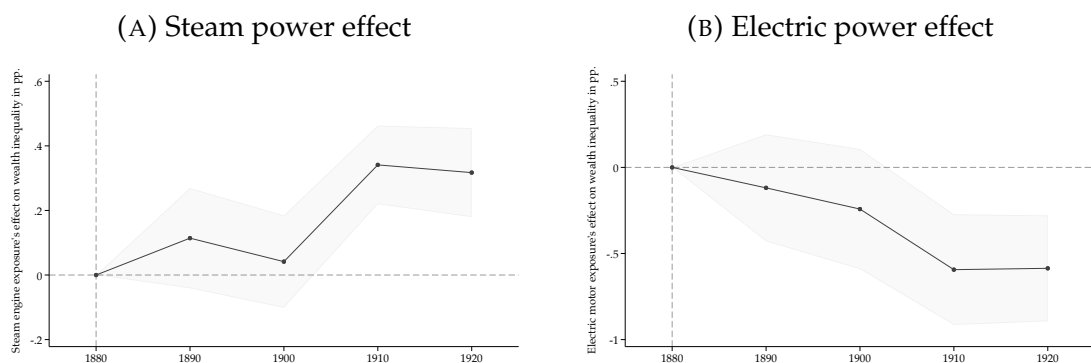 (A) Steam power effect
Steam engine exposure's effect on wealth inequality in pp.
.6
.4
.2
0
-.2
1880 1890 1900 1910 1920
(B) Electric power effect
Electric motor exposure's effect on wealth inequality in pp.
.5
0
-.5
-1
1880 1890 1900 1910 1920